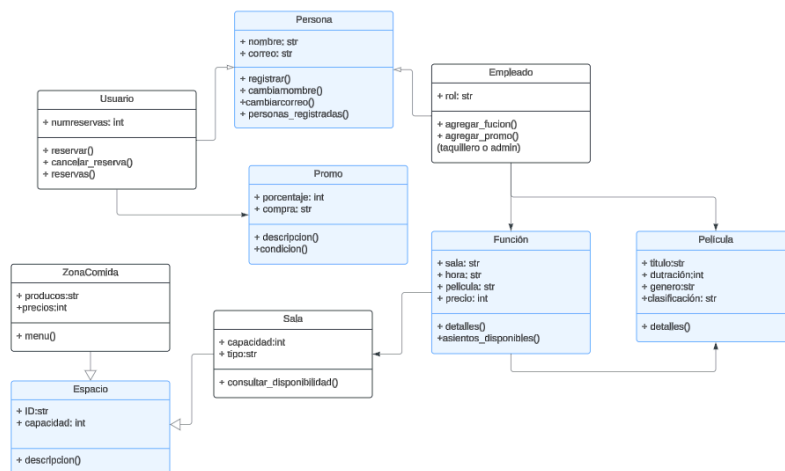 Persona
+ nombre: str
+ correo: str
+ registrar()
+ cambiarnombre()
+cambiarcorreo()
+ personas_registradas()
Empleado
+ rol: str
+ agregar_fucion()
+ agregar_promo()
(taquillero o admin)
Usuario
+ numreservas: int
+ reservar()
+ cancelar_reserva()
+ reservas()
Promo
+ porcentaje: int
+ compra: str
+ descripcion()
+condicion()
Función
+ sala: str
+ hora: str
+ película: str
+ precio: int
+ detalles()
+asientos_disponibles()
Película
+ título:str
+ dutración:int
+ genero:str
+clasificación: str
+ detalles()
ZonaComida
+ producos:str
+precios:int
+ menu()
Sala
+ capacidad:int
+ tipo:str
+ consultar_disponibilidad()
Espacio
+ ID:str
+ capacidad: int
+ descripcion()